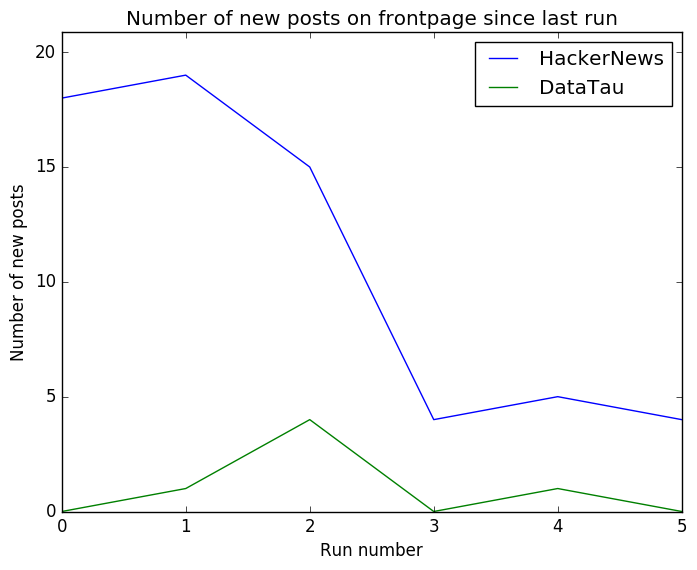 Number of new posts on frontpage since last run
HackerNews
DataTau
Number of new posts
20
15
10
5
0
0 1 2 3 4 5
Run number